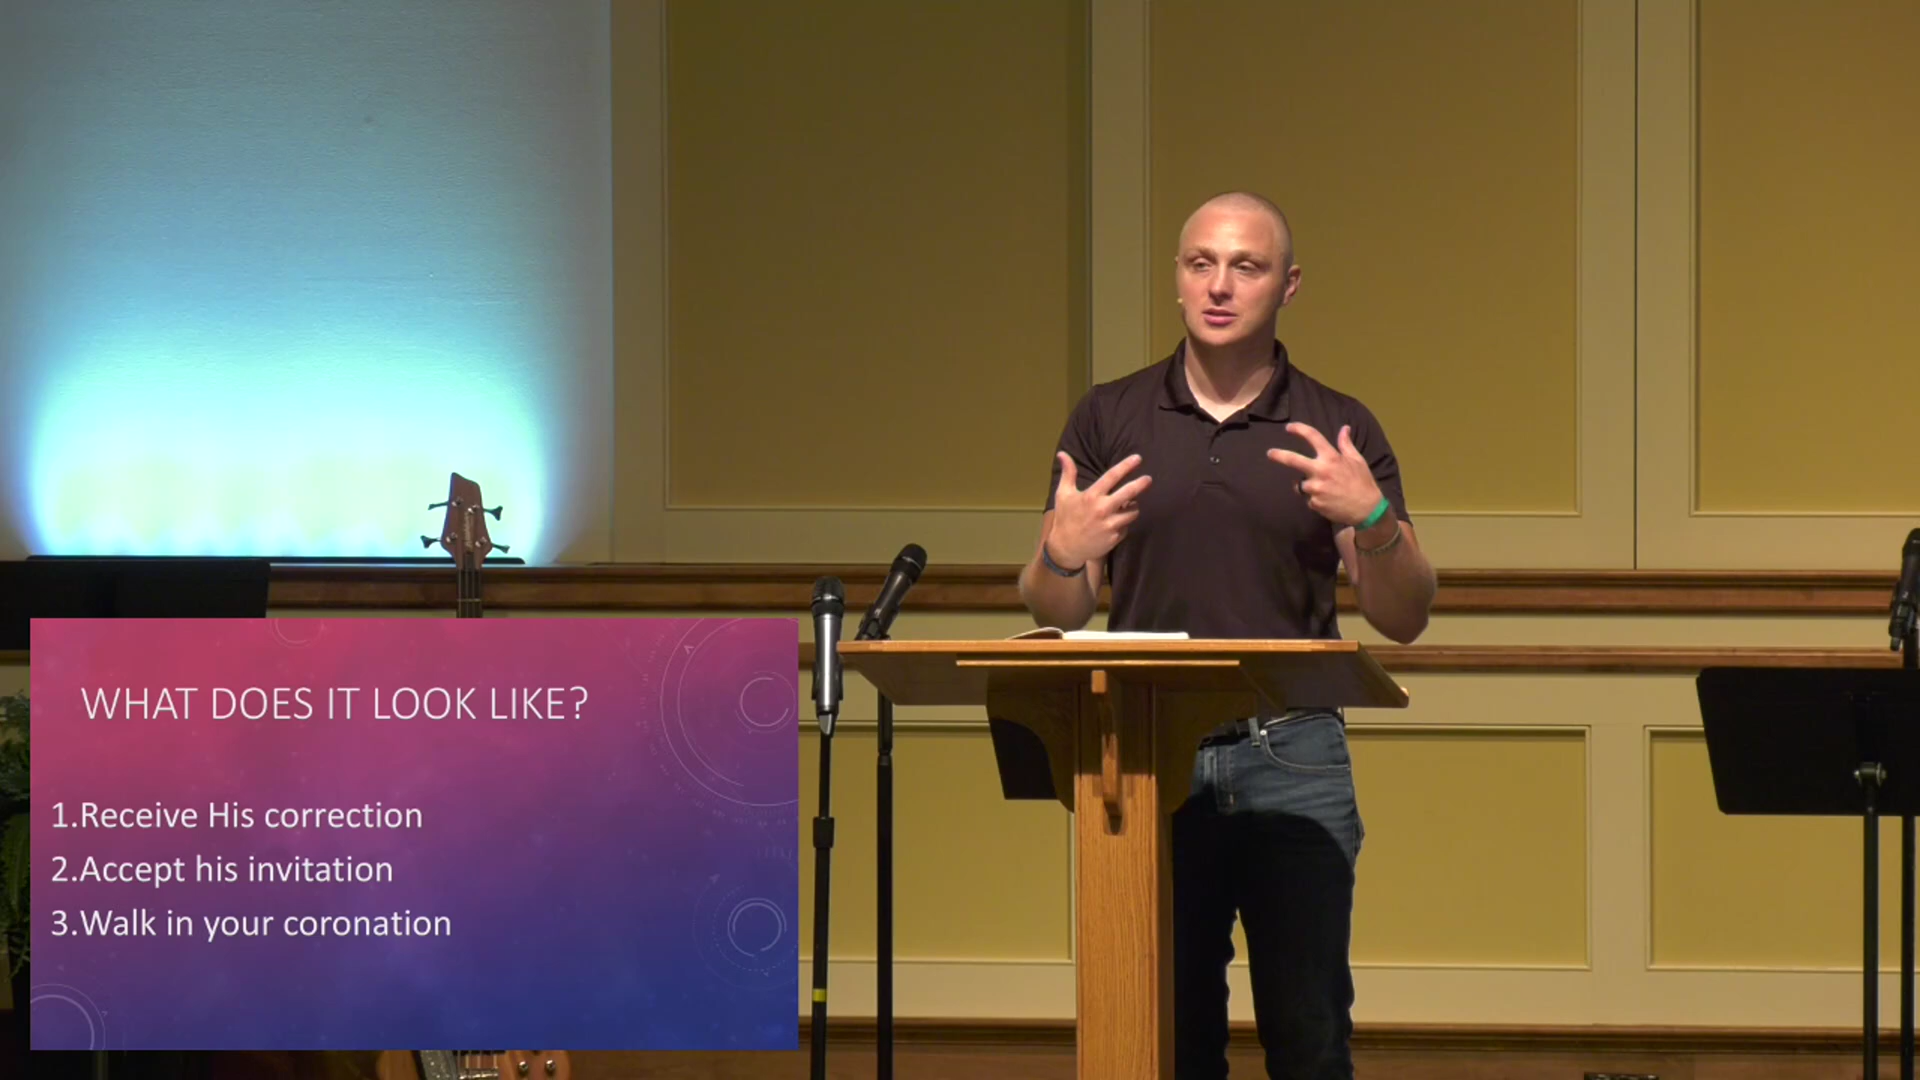 WHAT DOES IT LOOK LIKE?
1.Receive His correction
2.Accept his invitation
3.Walk in your coronation